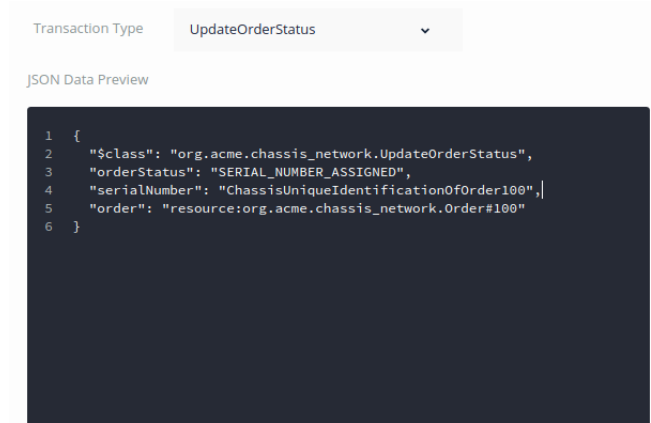 Transaction Type UpdateOrderStatus
JSON Data Preview
1 {
2 "$class": "org.acme.chassis_network.UpdateOrderStatus",
3 "orderStatus": "SERIAL_NUMBER_ASSIGNED",
4 "serialNumber": "ChassisUniqueIdentificationOfOrder100",
5 "order": "resource:org.acme.chassis_network.Order#100"
6 }